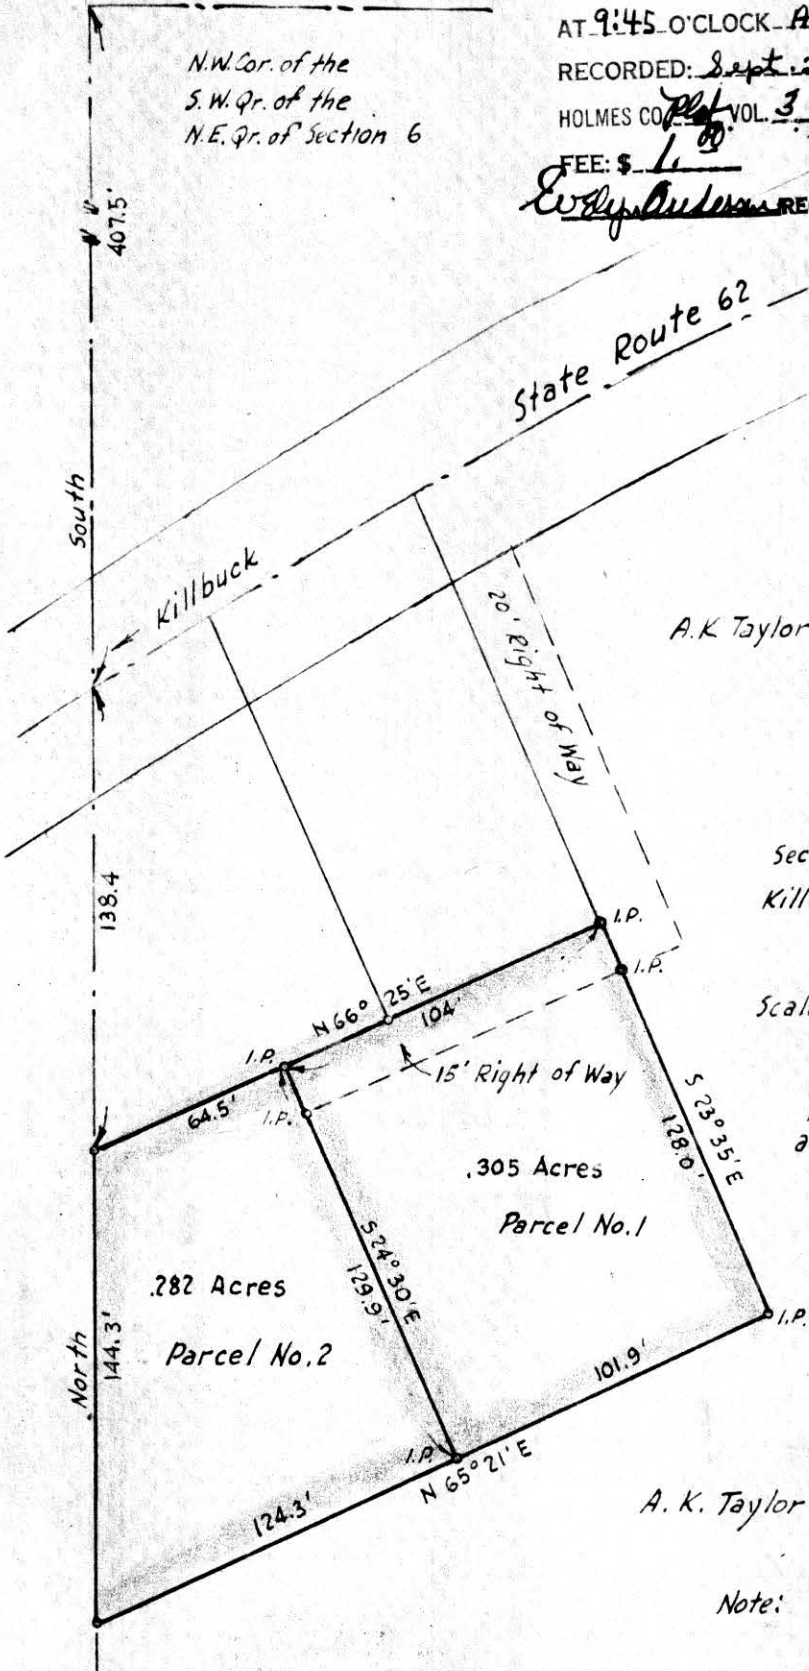 AT 9:45 O'CLOCK A
RECORDED: Sept.
HOLMES CO. Plat VOL. 3
FEE: $ 1.00
RE
N.W. Cor. of the
S.W. Qr. of the
N.E. Qr. of Section 6
407.5'
South
State Route 62
Killbuck
20' Right of Way
A.K Taylor
138.4
Sec
Kill
I.P.
I.P.
N 66° 25' E
104'
Scal
I.P.
64.5'
I.P.
15' Right of Way
S 23° 35' E
128.0'
a
.305 Acres
Parcel No.1
S 24° 30' E
129.9'
.282 Acres
Parcel No.2
North
144.3'
I.P.
101.9'
I.P.
N 65° 21' E
124.3'
A. K. Taylor
Note: